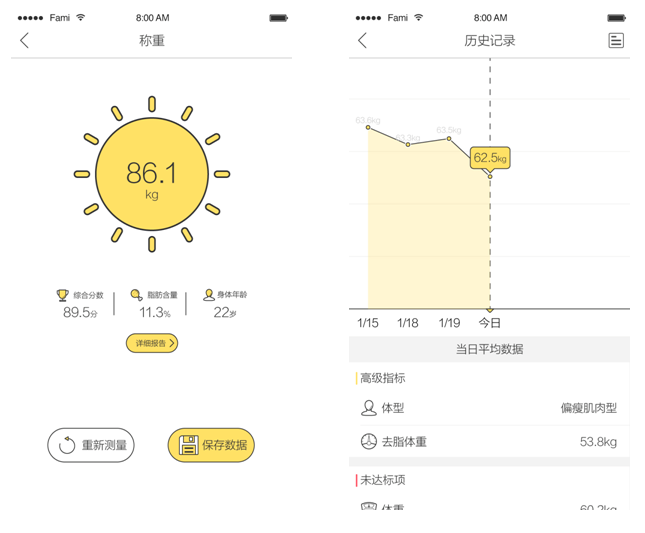 Fami 8:00 AM
称重
86.1
kg
综合分数
89.5分
脂肪含量
11.3%
身体年龄
22岁
详细报告
重新测量
保存数据
Fami 8:00 AM
历史记录
63.6kg
63.3kg
63.5kg
62.5kg
1/15 1/18 1/19 今日
当日平均数据
高级指标
体型 偏瘦肌肉型
去脂体重 53.8kg
未达标项
体重 60.2kg